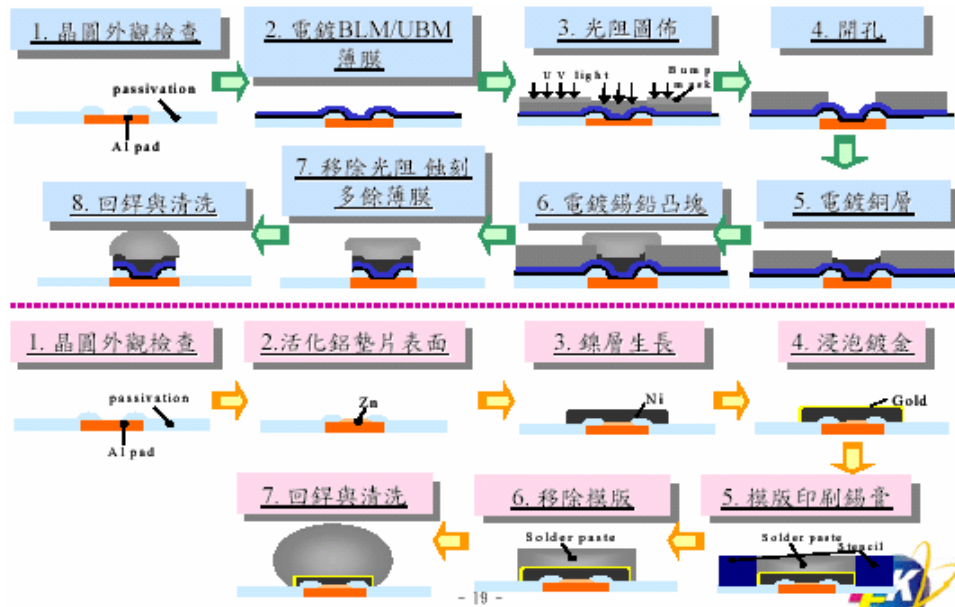 1. 晶圓外觀檢查
2. 電鍍BLM/UBM
薄膜
3. 光阻圖佈
4. 開孔
passivation
Al pad
UV light
Bump
mask
8. 回銲與清洗
7. 移除光阻 蝕刻
多餘薄膜
6. 電鍍錫鉛凸塊
5. 電鍍銅層
1. 晶圓外觀檢查
2.活化鋁墊片表面
3. 鎳層生長
4. 浸泡鍍金
passivation
Al pad
Zn
Ni
Gold
7. 回銲與清洗
6. 移除模版
5. 模版印刷錫膏
Solder paste
Solder paste
Stencil
- 19 -